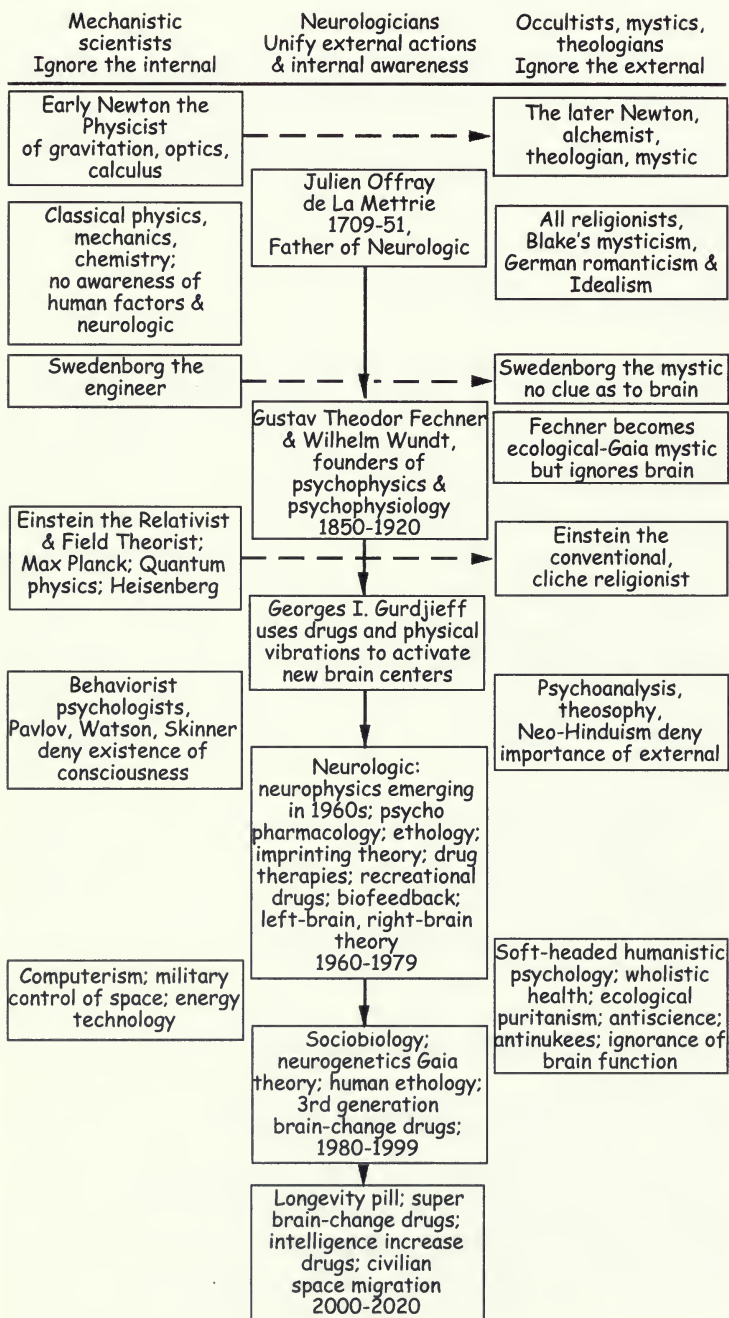 Mechanistic
scientists
Ignore the internal
Neurologicians
Unify external actions
& internal awareness
Occultists, mystics,
theologians
Ignore the external
Early Newton the
Physicist
of gravitation, optics,
calculus
The later Newton,
alchemist,
theologian, mystic
Julien Offray
de La Mettrie
1709-51,
Father of Neurologic
Classical physics,
mechanics,
chemistry;
no awareness of
human factors &
neurologic
All religionists,
Blake's mysticism,
German romanticism &
Idealism
Swedenborg the
engineer
Swedenborg the mystic
no clue as to brain
Gustav Theodor Fechner
& Wilhelm Wundt,
founders of
psychophysics &
psychophysiology
1850-1920
Fechner becomes
ecological-Gaia mystic
but ignores brain
Einstein the Relativist
& Field Theorist;
Max Planck; Quantum
physics; Heisenberg
Einstein the
conventional,
cliche religionist
Georges I. Gurdjieff
uses drugs and physical
vibrations to activate
new brain centers
Behaviorist
psychologists,
Pavlov, Watson, Skinner
deny existence of
consciousness
Psychoanalysis,
theosophy,
Neo-Hinduism deny
importance of external
Neurologic:
neurophysics emerging
in 1960s; psycho
pharmacology; ethology;
imprinting theory; drug
therapies; recreational
drugs; biofeedback;
left-brain, right-brain
theory
1960-1979
Computerism; military
control of space; energy
technology
Soft-headed humanistic
psychology; wholistic
health; ecological
puritanism; antiscience;
antinukees; ignorance of
brain function
Sociobiology;
neurogenetics Gaia
theory; human ethology;
3rd generation
brain-change drugs;
1980-1999
Longevity pill; super
brain-change drugs;
intelligence increase
drugs; civilian
space migration
2000-2020